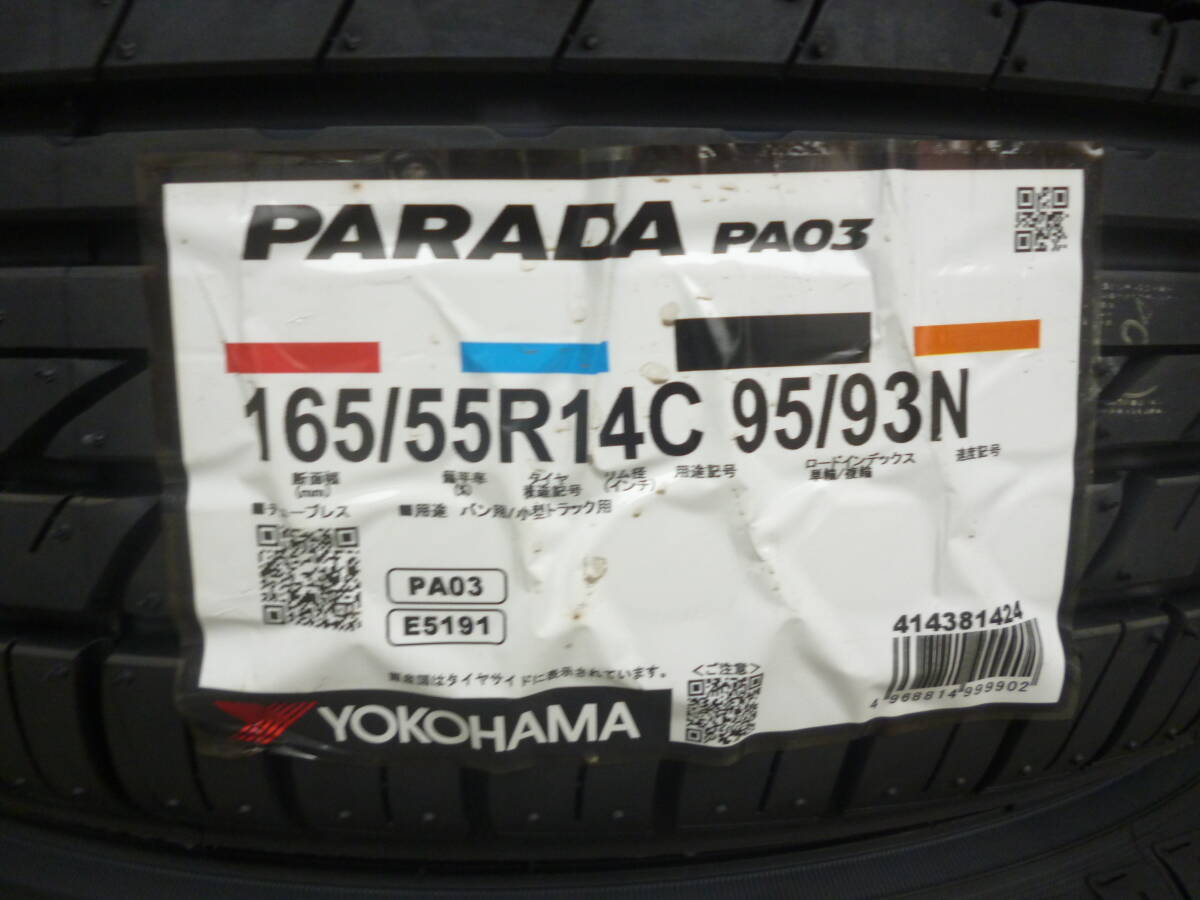 PARADA PA03
165/55R14C 95/93N
断面幅 (mm)
偏平率 (%)
タイヤ 構造記号
リム径 (インチ)
用途記号
ロードインデックス 単輪/複輪
速度記号
■チューブレス ■用途 バン用/小型トラック用
PA03
E5191
414381424
4 968814 999902
はタイヤサイドに表示されています。
<ご注意>
YOKOHAMA